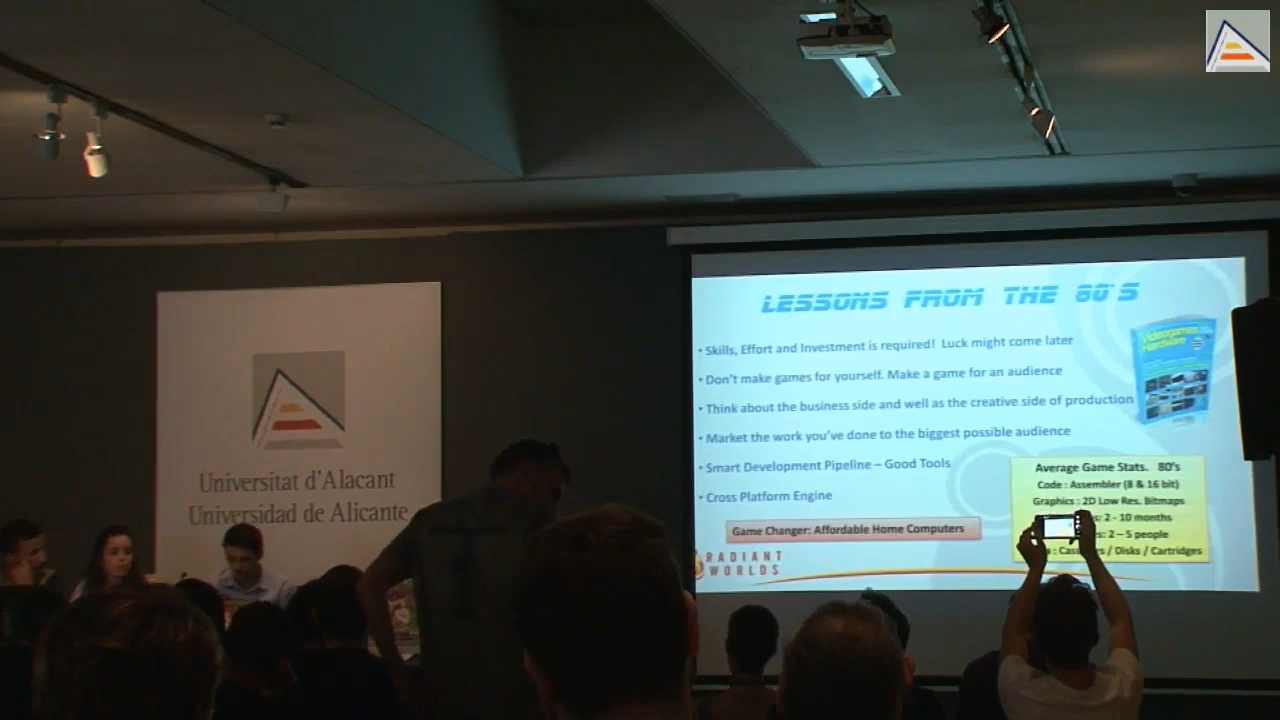 LESSONS FROM THE 80'S
• Skills, Effort and Investment is required! Luck might come later
• Don't make games for yourself. Make a game for an audience
• Think about the business side and well as the creative side of production
• Market the work you've done to the biggest possible audience
• Smart Development Pipeline – Good Tools
• Cross Platform Engine
Game Changer: Affordable Home Computers
RADIANT
WORLDS
Videogames
Hardware
Average Game Stats. 80's
Code : Assembler (8 & 16 bit)
Graphics : 2D Low Res. Bitmaps
: 2 - 10 months
: 2 – 5 people
: / Disks / Cartridges
Universitat d'Alacant
Universidad de Alicante